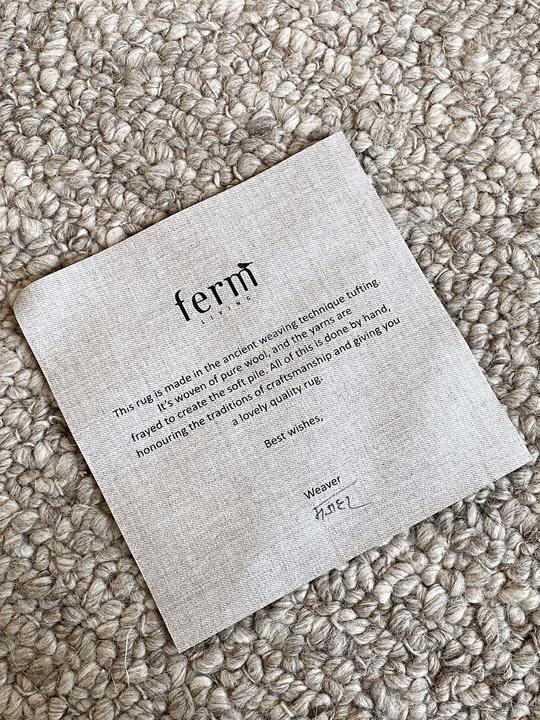 ferm
LIVING
This rug is made in the ancient weaving technique tufting.
It's woven of pure wool, and the yarns are
frayed to create the soft pile. All of this is done by hand,
honouring the traditions of craftsmanship and giving you
a lovely quality rug.
Best wishes,
Weaver